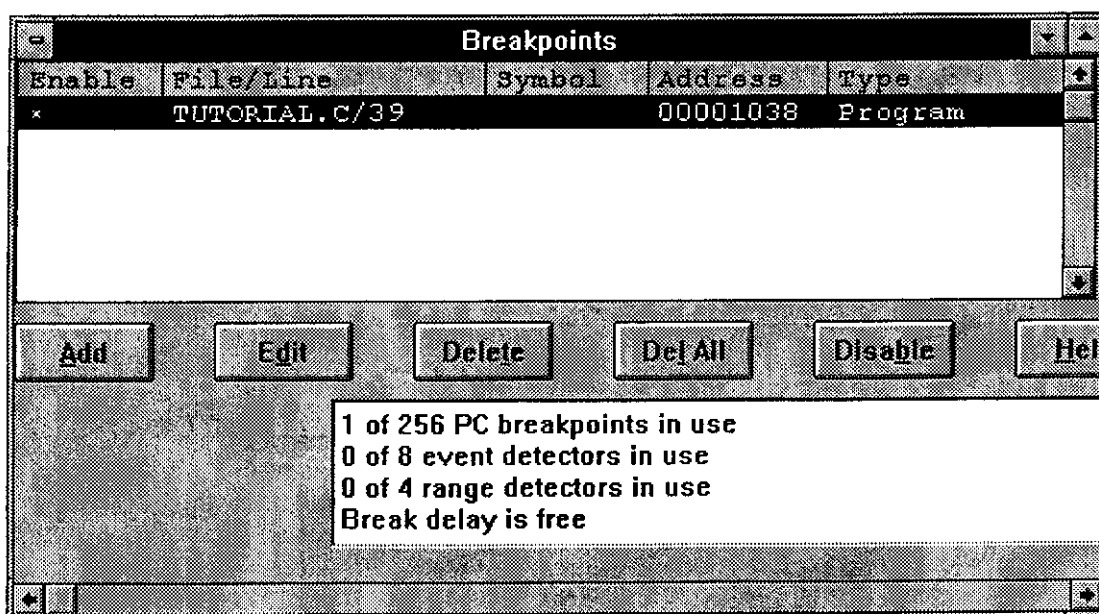 Breakpoints
Enable File/Line Symbol Address Type
× TUTORIAL.C/39 00001038 Program
Add Edit Delete Del All Disable Hel
1 of 256 PC breakpoints in use
0 of 8 event detectors in use
0 of 4 range detectors in use
Break delay is free